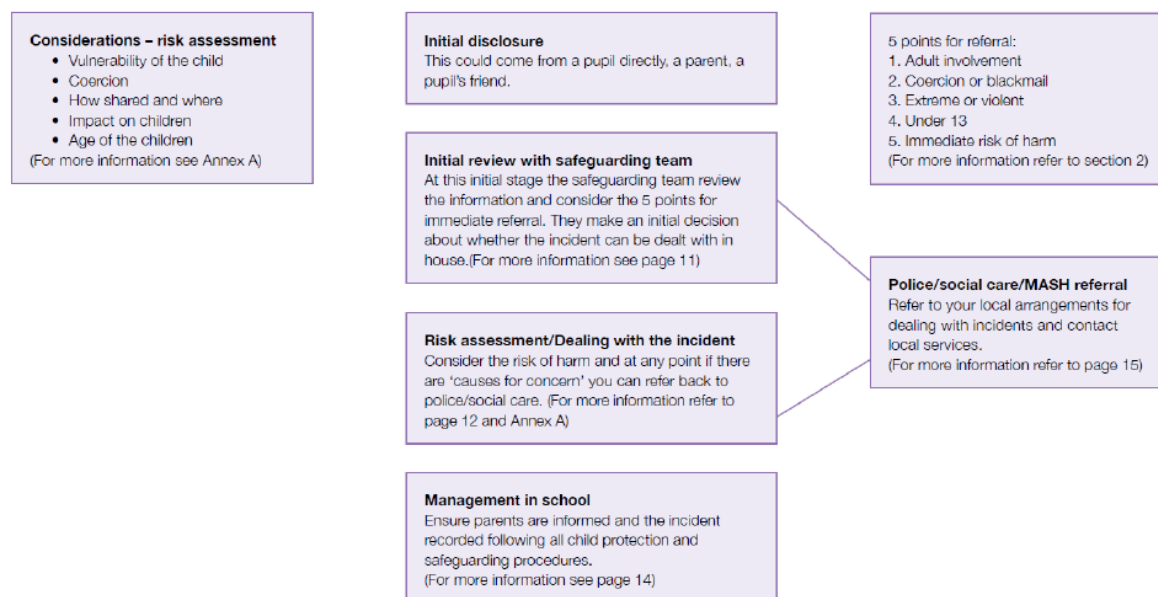 Considerations – risk assessment
• Vulnerability of the child
• Coercion
• How shared and where
• Impact on children
• Age of the children
(For more information see Annex A)
Initial disclosure
This could come from a pupil directly, a parent, a
pupil's friend.
5 points for referral:
1. Adult involvement
2. Coercion or blackmail
3. Extreme or violent
4. Under 13
5. Immediate risk of harm
(For more information refer to section 2)
Initial review with safeguarding team
At this initial stage the safeguarding team review
the information and consider the 5 points for
immediate referral. They make an initial decision
about whether the incident can be dealt with in
house.(For more information see page 11)
Police/social care/MASH referral
Refer to your local arrangements for
dealing with incidents and contact
local services.
(For more information refer to page 15)
Risk assessment/Dealing with the incident
Consider the risk of harm and at any point if there
are 'causes for concern' you can refer back to
police/social care. (For more information refer to
page 12 and Annex A)
Management in school
Ensure parents are informed and the incident
recorded following all child protection and
safeguarding procedures.
(For more information see page 14)